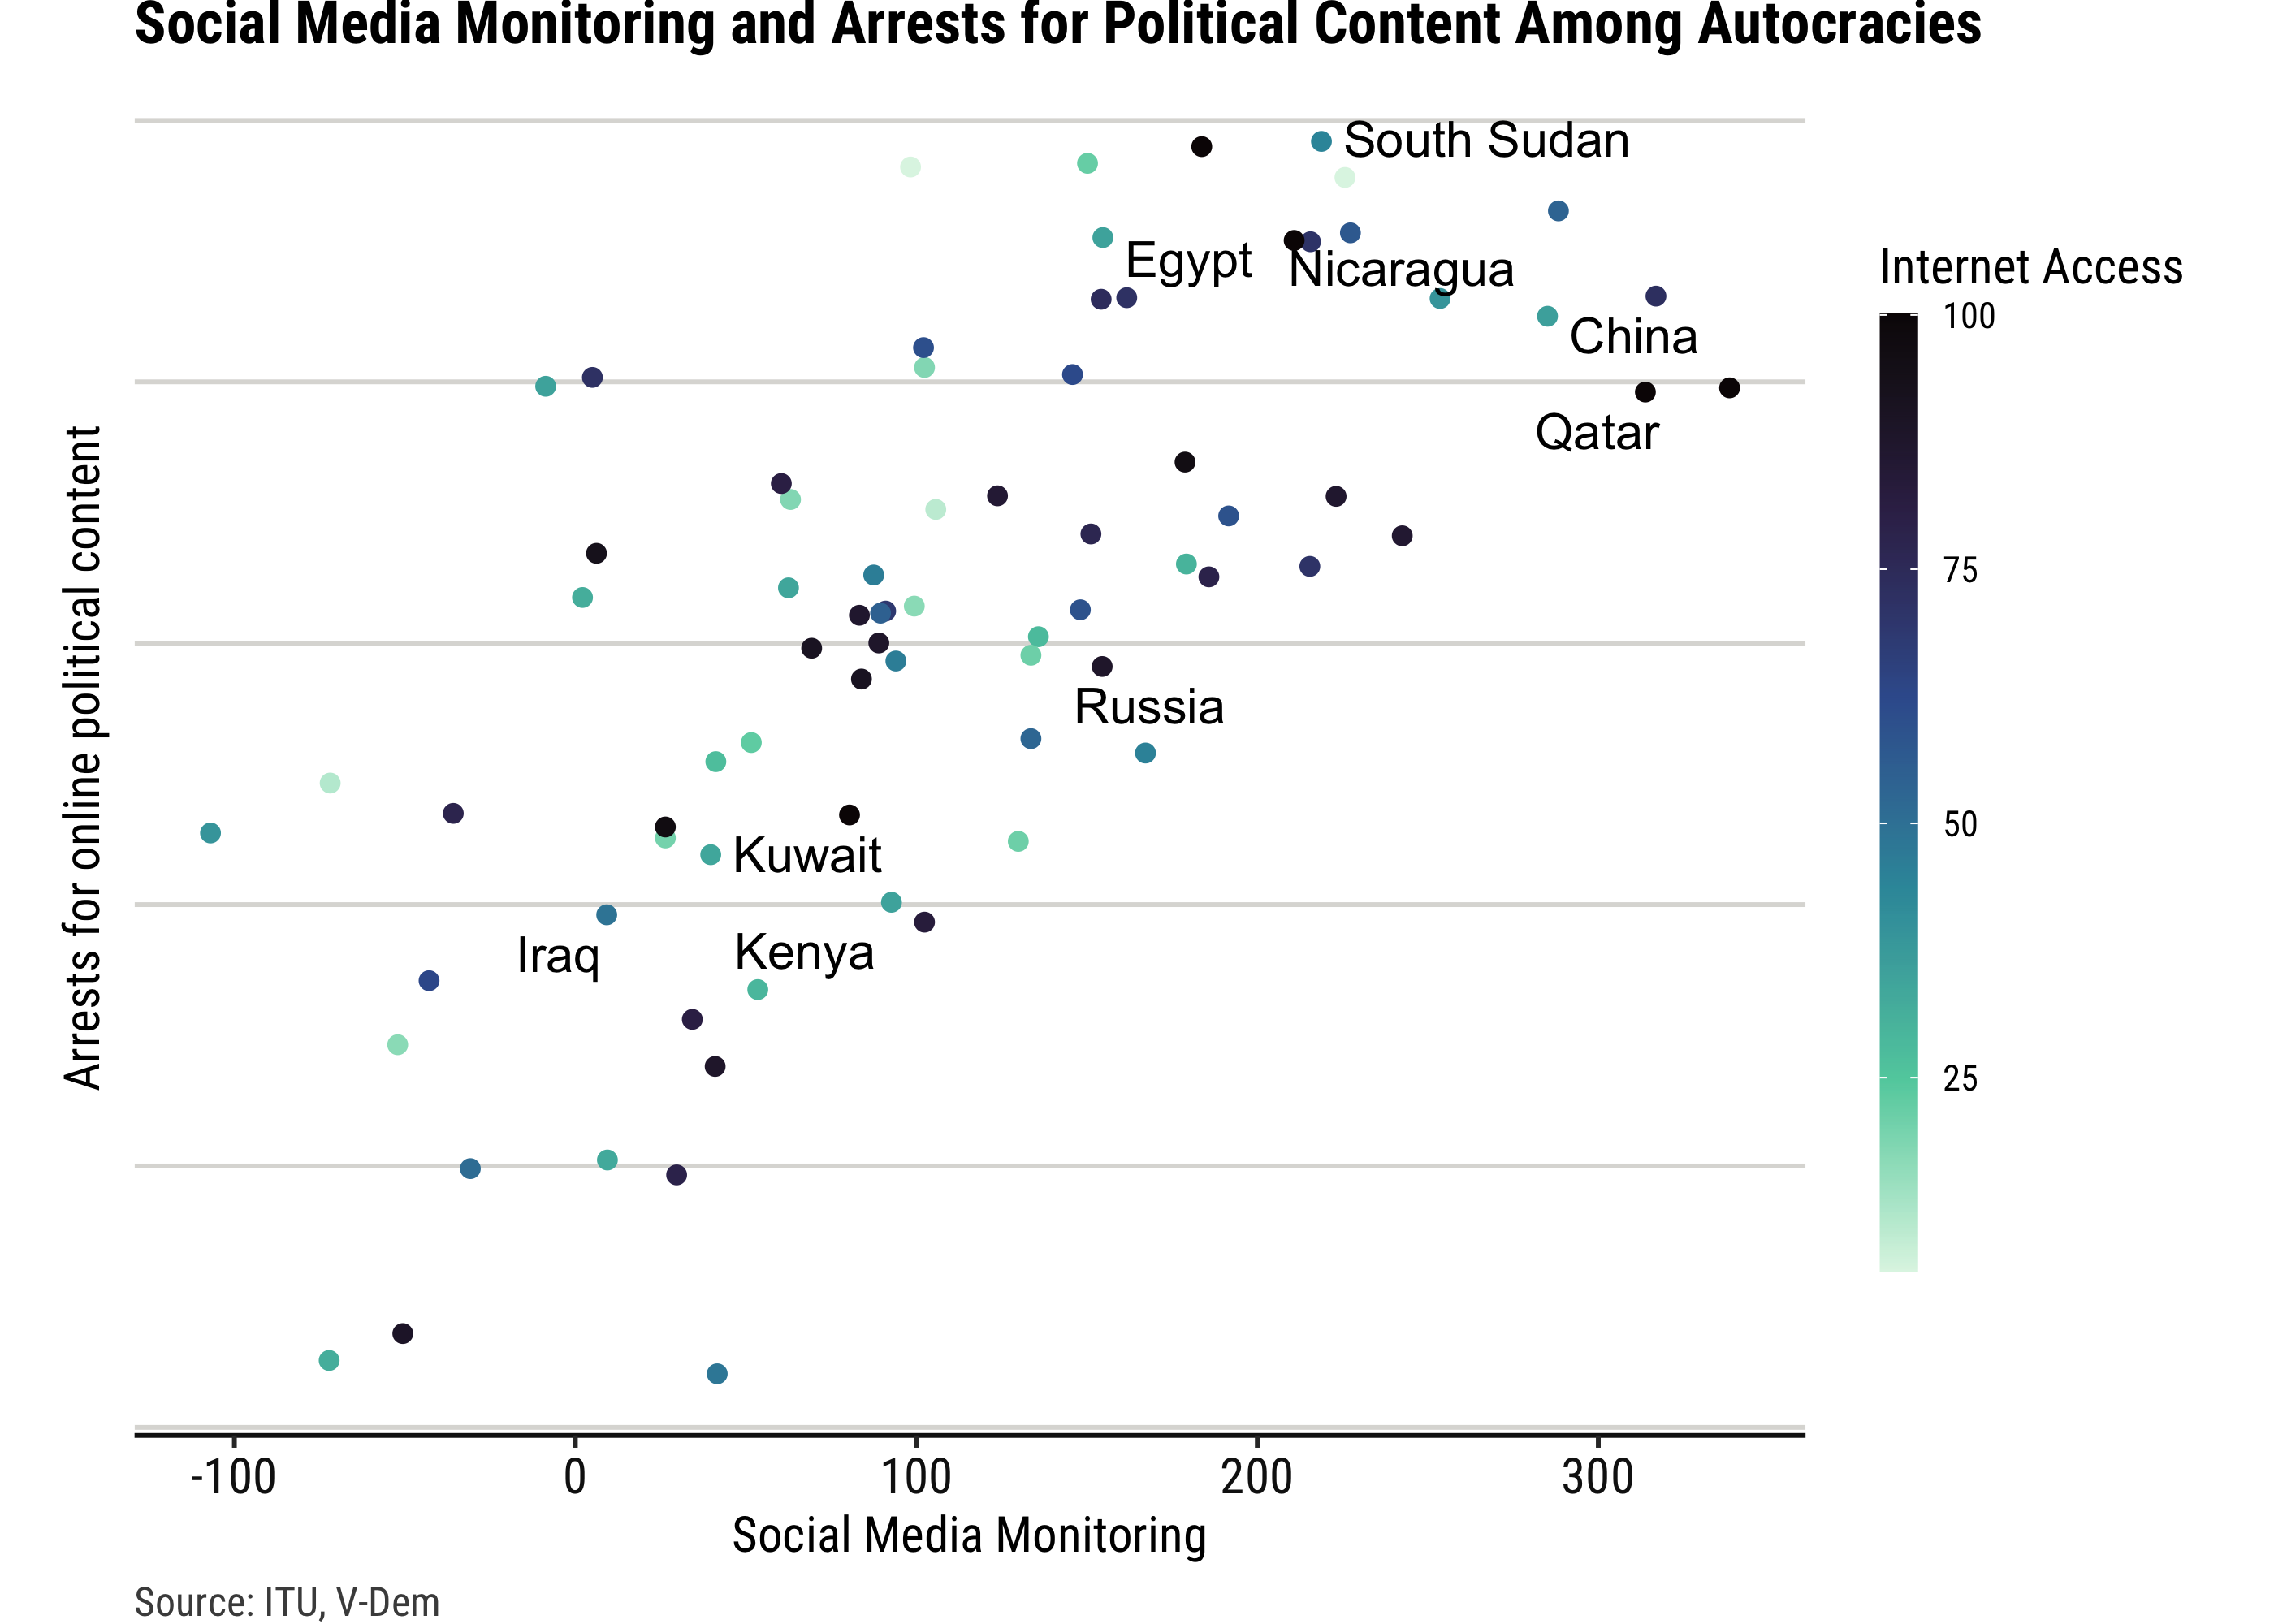 Social Media Monitoring and Arrests for Political Content Among Autocracies
South Sudan
Egypt
Nicaragua
China
Qatar
Russia
Kuwait
Iraq
Kenya
Arrests for online political content
Internet Access
100
75
50
25
-100
0
100
200
300
Social Media Monitoring
Source: ITU, V-Dem